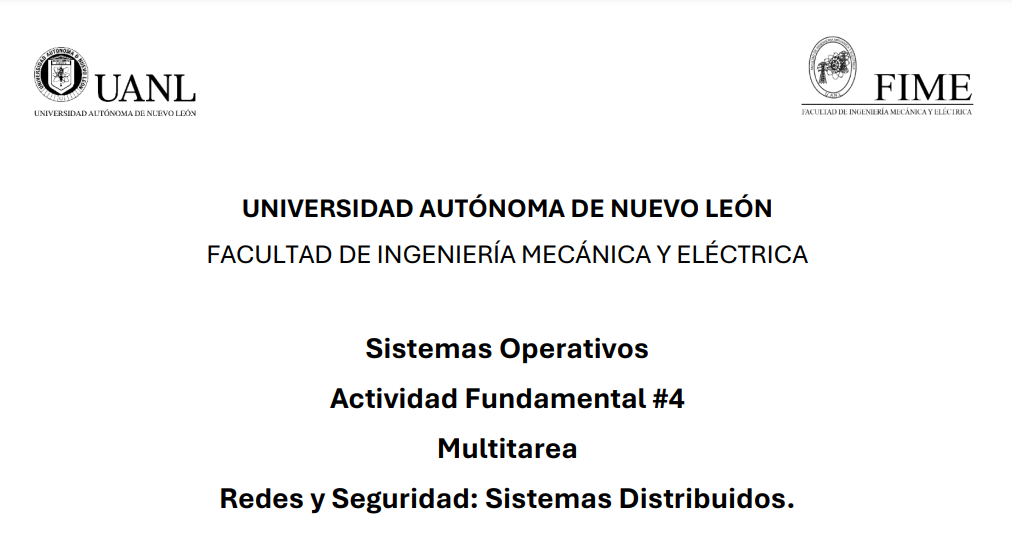 UANL
UNIVERSIDAD AUTÓNOMA DE NUEVO LEÓN
FIME
FACULTAD DE INGENIERÍA MECÁNICA Y ELÉCTRICA
UNIVERSIDAD AUTÓNOMA DE NUEVO LEÓN
FACULTAD DE INGENIERÍA MECÁNICA Y ELÉCTRICA
Sistemas Operativos
Actividad Fundamental #4
Multitarea
Redes y Seguridad: Sistemas Distribuidos.